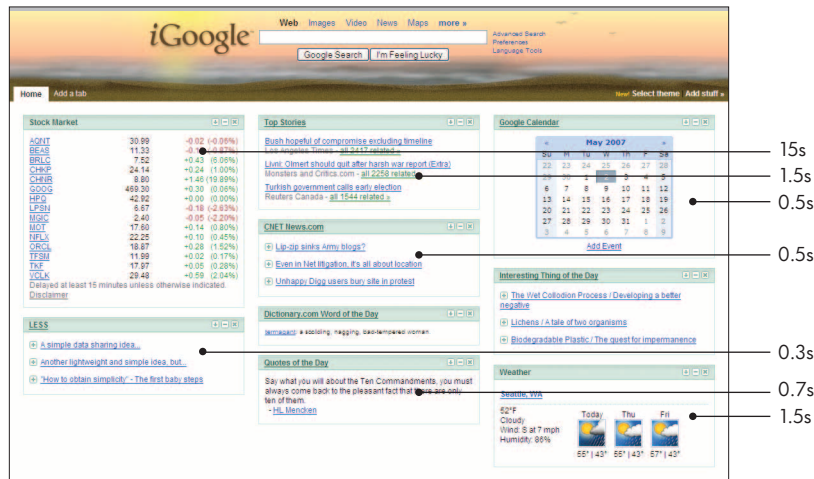 iGoogle
Web Images Video News Maps more »
Advanced Search
Preferences
Language Tools
Google Search I'm Feeling Lucky
Home Add a tab
New! Select theme | Add stuff »
Stock Market
AQNT 30.99 -0.02 (-0.06%)
BEAS 11.33
BRLC 7.52 +0.43 (6.06%)
CHKP 24.14 +0.24 (1.00%)
CHNR 8.80 +1.46 (19.89%)
GOOG 469.30 +0.30 (0.06%)
HPQ 42.92 +0.00 (0.00%)
LPSN 6.67 -0.18 (-2.63%)
MGIC 2.40 -0.05 (-2.20%)
MOT 17.60 +0.14 (0.80%)
NFLX 22.25 +0.10 (0.45%)
ORCL 18.87 +0.28 (1.52%)
TFSM 11.99 +0.02 (0.17%)
TKF 17.97 +0.05 (0.28%)
VCLK 29.48 +0.59 (2.04%)
Delayed at least 15 minutes unless otherwise indicated.
Disclaimer
LESS
A simple data sharing idea...
Another lightweight and simple idea, but...
"How to obtain simplicity" - The first baby steps
Top Stories
Bush hopeful of compromise excluding timeline
Los Angeles Times - all 2417 related »
Livni: Olmert should quit after harsh war report (Extra)
Monsters and Critics.com - all 2258 related
Turkish government calls early election
Reuters Canada - all 1544 related »
CNET News.com
Lip-zip sinks Army blogs?
Even in Net litigation, it's all about location
Unhappy Digg users bury site in protest
Dictionary.com Word of the Day
termagant: a scolding, nagging, bad-tempered woman.
Quotes of the Day
Say what you will about the Ten Commandments, you must
always come back to the pleasant fact that there are only
ten of them.
- HL Mencken
Google Calendar
« May 2007 »
Su M Tu W Th F Sa
22 23 24 25 26 27 28
29 30 1 2 3 4 5
6 7 8 9 10 11 12
13 14 15 16 17 18 19
20 21 22 23 24 25 26
27 28 29 30 31 1 2
3 4 5 6 7 8 9
Add Event
Interesting Thing of the Day
The Wet Collodion Process / Developing a better
negative
Lichens / A tale of two organisms
Biodegradable Plastic / The quest for impermanence
Weather
Seattle, WA
52°F
Cloudy
Wind: S at 7 mph
Humidity: 86%
Today Thu Fri
55° | 43° 55° | 43° 57° | 43°
15s
1.5s
0.5s
0.5s
0.3s
0.7s
1.5s